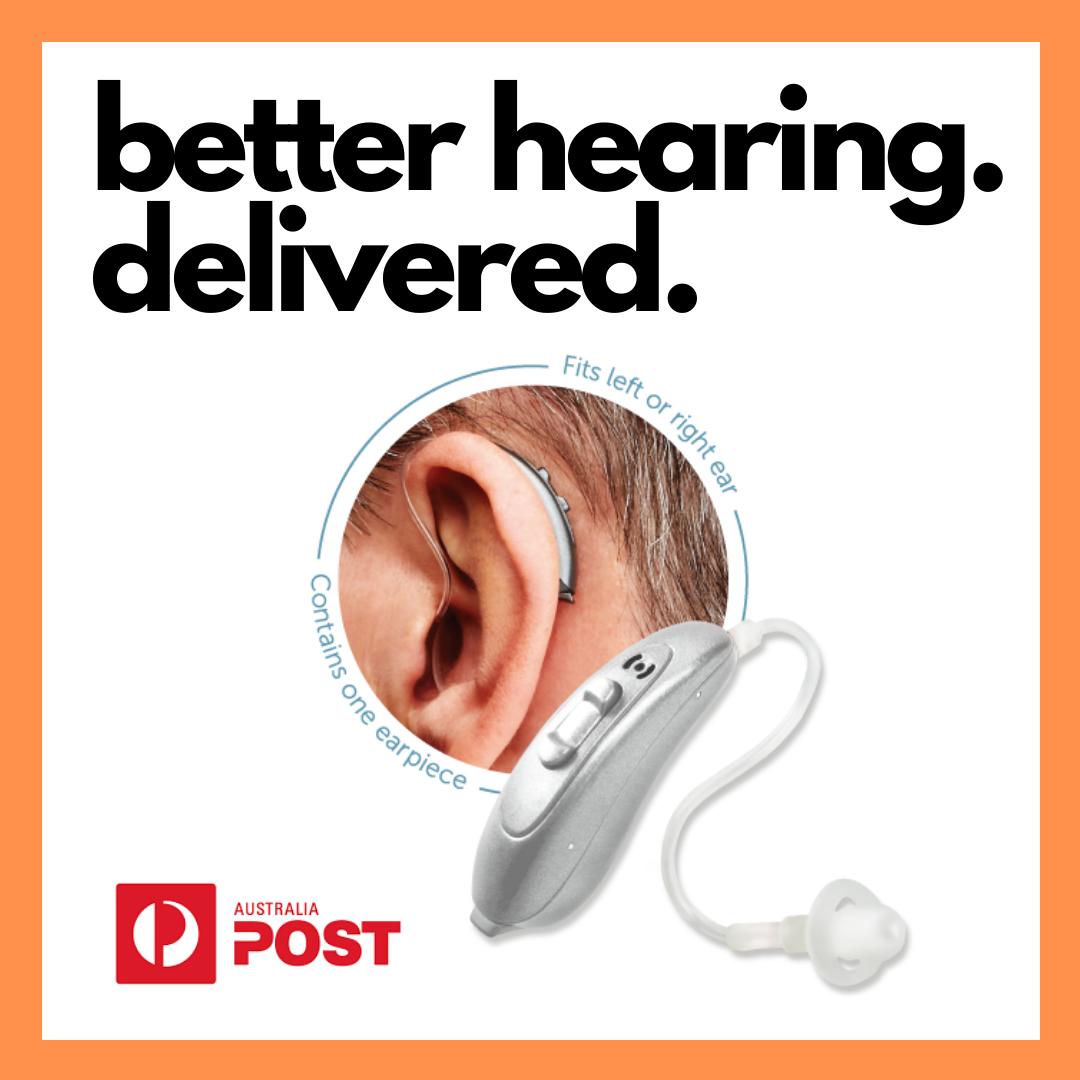 better hearing.
delivered.
Fits left or right ear
Contains one earpiece
AUSTRALIA
POST